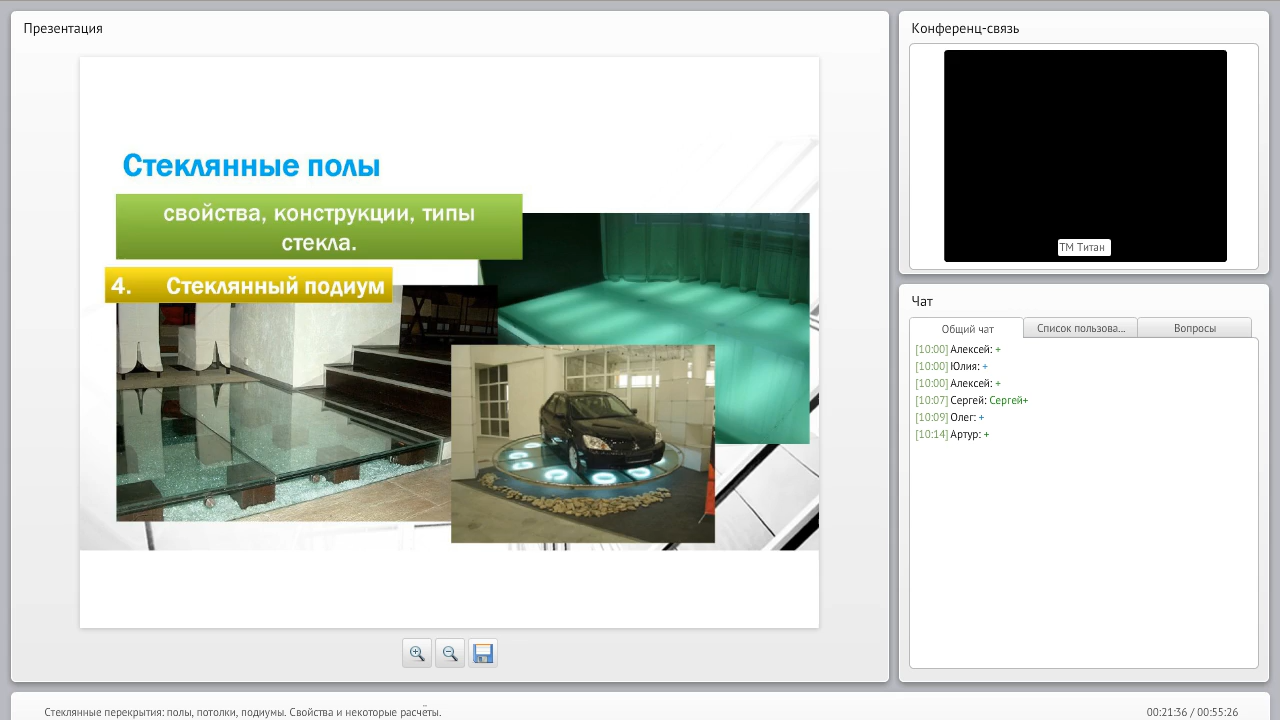 Презентация
Стеклянные полы
свойства, конструкции, типы
стекла.
4. Стеклянный подиум
Конференц-связь
ТМ Титан
Чат
Общий чат
Список пользова...
Вопросы
[10:00] Алексей: +
[10:00] Юлия: +
[10:00] Алексей: +
[10:07] Сергей: Сергей+
[10:09] Олег: +
[10:14] Артур: +
Стеклянные перекрытия: полы, потолки, подиумы. Свойства и некоторые расчёты.
00:21:36 / 00:55:26